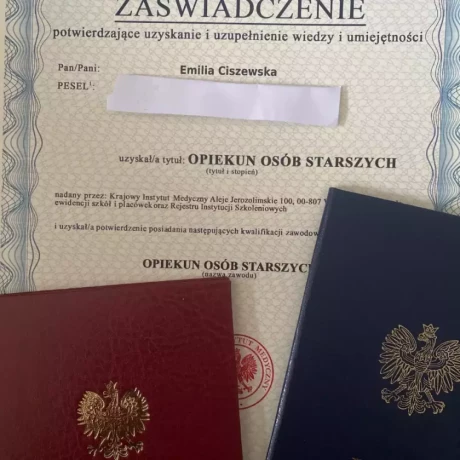 ZAŚWIADCZENIE
potwierdzające uzyskanie i uzupełnienie wiedzy i umiejętności
Pan/Pani: Emilia Ciszewska
PESEL¹:
uzyskał/a tytuł: OPIEKUN OSÓB STARSZYCH
(tytuł i stopień)
nadany przez: Krajowy Instytut Medyczny Aleje Jerozolimskie 100, 00-807
ewidencji szkół i placówek oraz Rejestru Instytucji Szkoleniowych
i uzyskał/a potwierdzenie posiadania następujących kwalifikacji
OPIEKUN OSÓB STARSZYCH
(nazwa zawodu)
MEDYCZNY